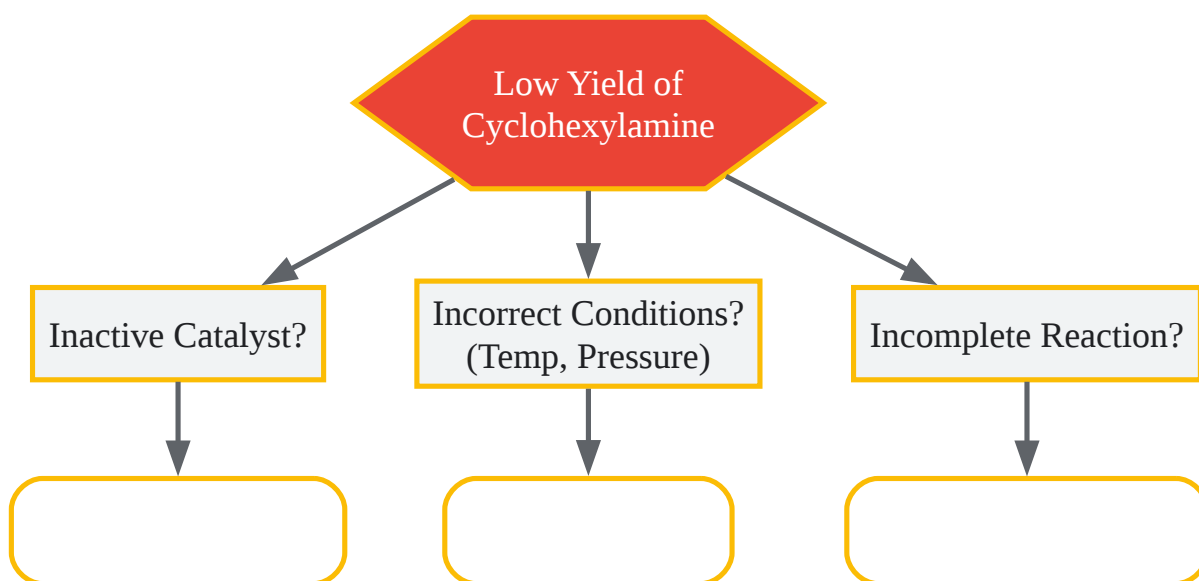 Low Yield of
Cyclohexylamine
Inactive Catalyst?
Incorrect Conditions?
(Temp, Pressure)
Incomplete Reaction?